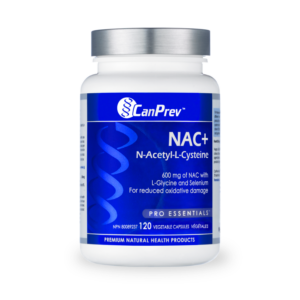 CanPrev™
NAC+
N-Acetyl-L-Cysteine
600 mg of NAC with
L-Glycine and Selenium
For reduced oxidative damage
PRO ESSENTIALS
120 VEGETABLE CAPSULES VÉGÉTALES
PREMIUM NATURAL HEALTH PRODUCTS